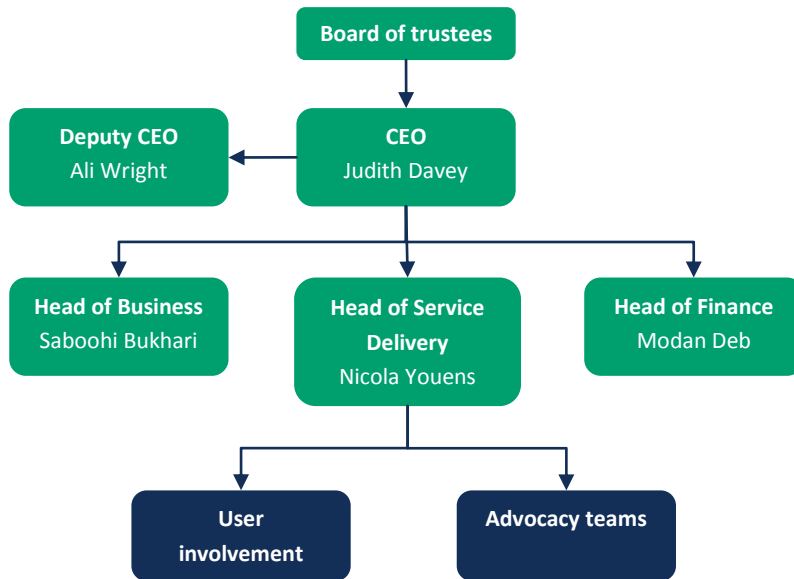 Board of trustees
Deputy CEO
Ali Wright
CEO
Judith Davey
Head of Business
Saboohi Bukhari
Head of Service
Delivery
Nicola Youens
Head of Finance
Modan Deb
User
involvement
Advocacy teams